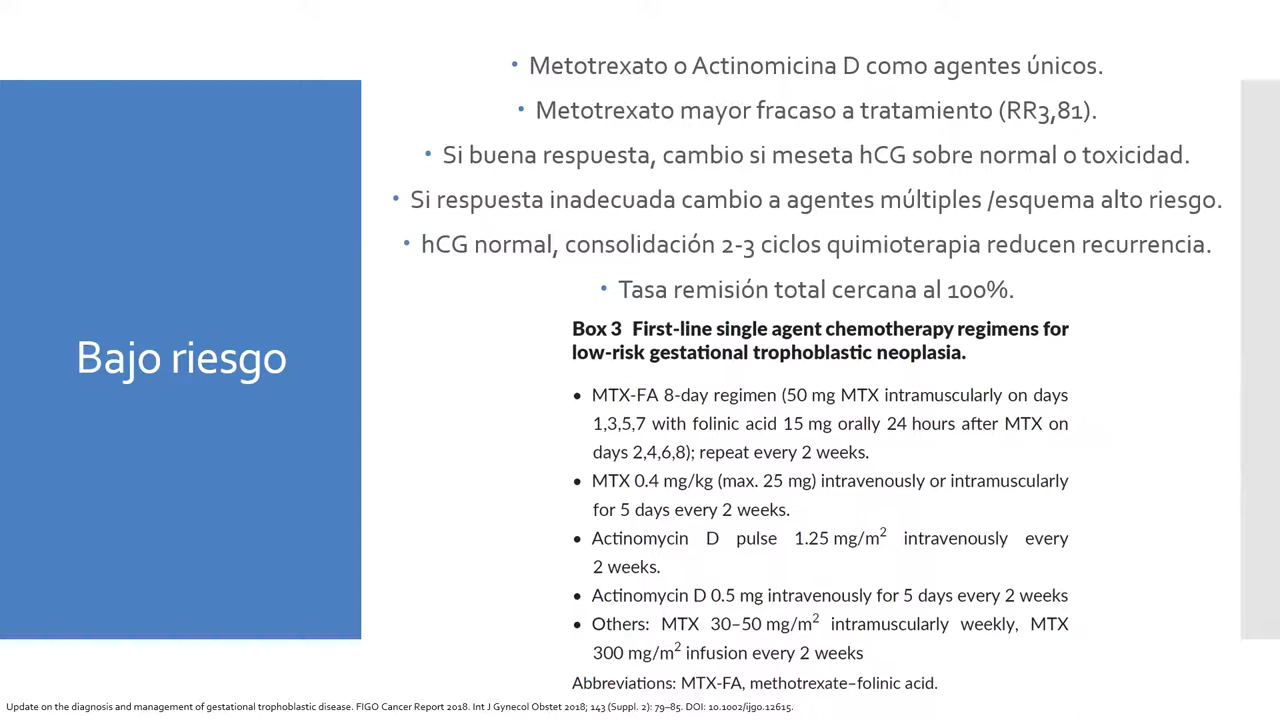 Bajo riesgo
• Metotrexato o Actinomicina D como agentes únicos.
• Metotrexato mayor fracaso a tratamiento (RR3,81).
• Si buena respuesta, cambio si meseta hCG sobre normal o toxicidad.
• Si respuesta inadecuada cambio a agentes múltiples /esquema alto riesgo.
• hCG normal, consolidación 2-3 ciclos quimioterapia reducen recurrencia.
• Tasa remisión total cercana al 100%.
Box 3 First-line single agent chemotherapy regimens for
low-risk gestational trophoblastic neoplasia.
• MTX-FA 8-day regimen (50 mg MTX intramuscularly on days
1,3,5,7 with folinic acid 15 mg orally 24 hours after MTX on
days 2,4,6,8); repeat every 2 weeks.
• MTX 0.4 mg/kg (max. 25 mg) intravenously or intramuscularly
for 5 days every 2 weeks.
• Actinomycin D pulse 1.25 mg/m² intravenously every
2 weeks.
• Actinomycin D 0.5 mg intravenously for 5 days every 2 weeks
• Others: MTX 30–50 mg/m² intramuscularly weekly, MTX
300 mg/m² infusion every 2 weeks
Abbreviations: MTX-FA, methotrexate–folinic acid.
Update on the diagnosis and management of gestational trophoblastic disease. FIGO Cancer Report 2018. Int J Gynecol Obstet 2018; 143 (Suppl. 2): 79–85. DOI: 10.1002/ijgo.12615.